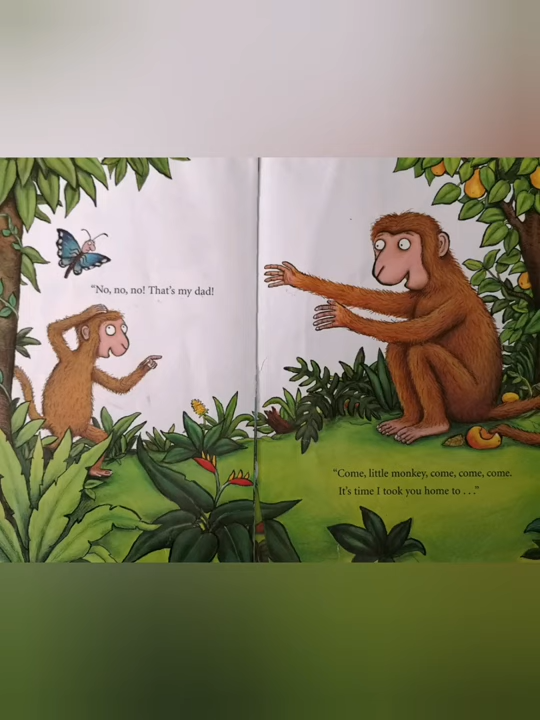 "No, no, no! That's my dad!
"Come, little monkey, come, come, come.
It's time I took you home to . . ."